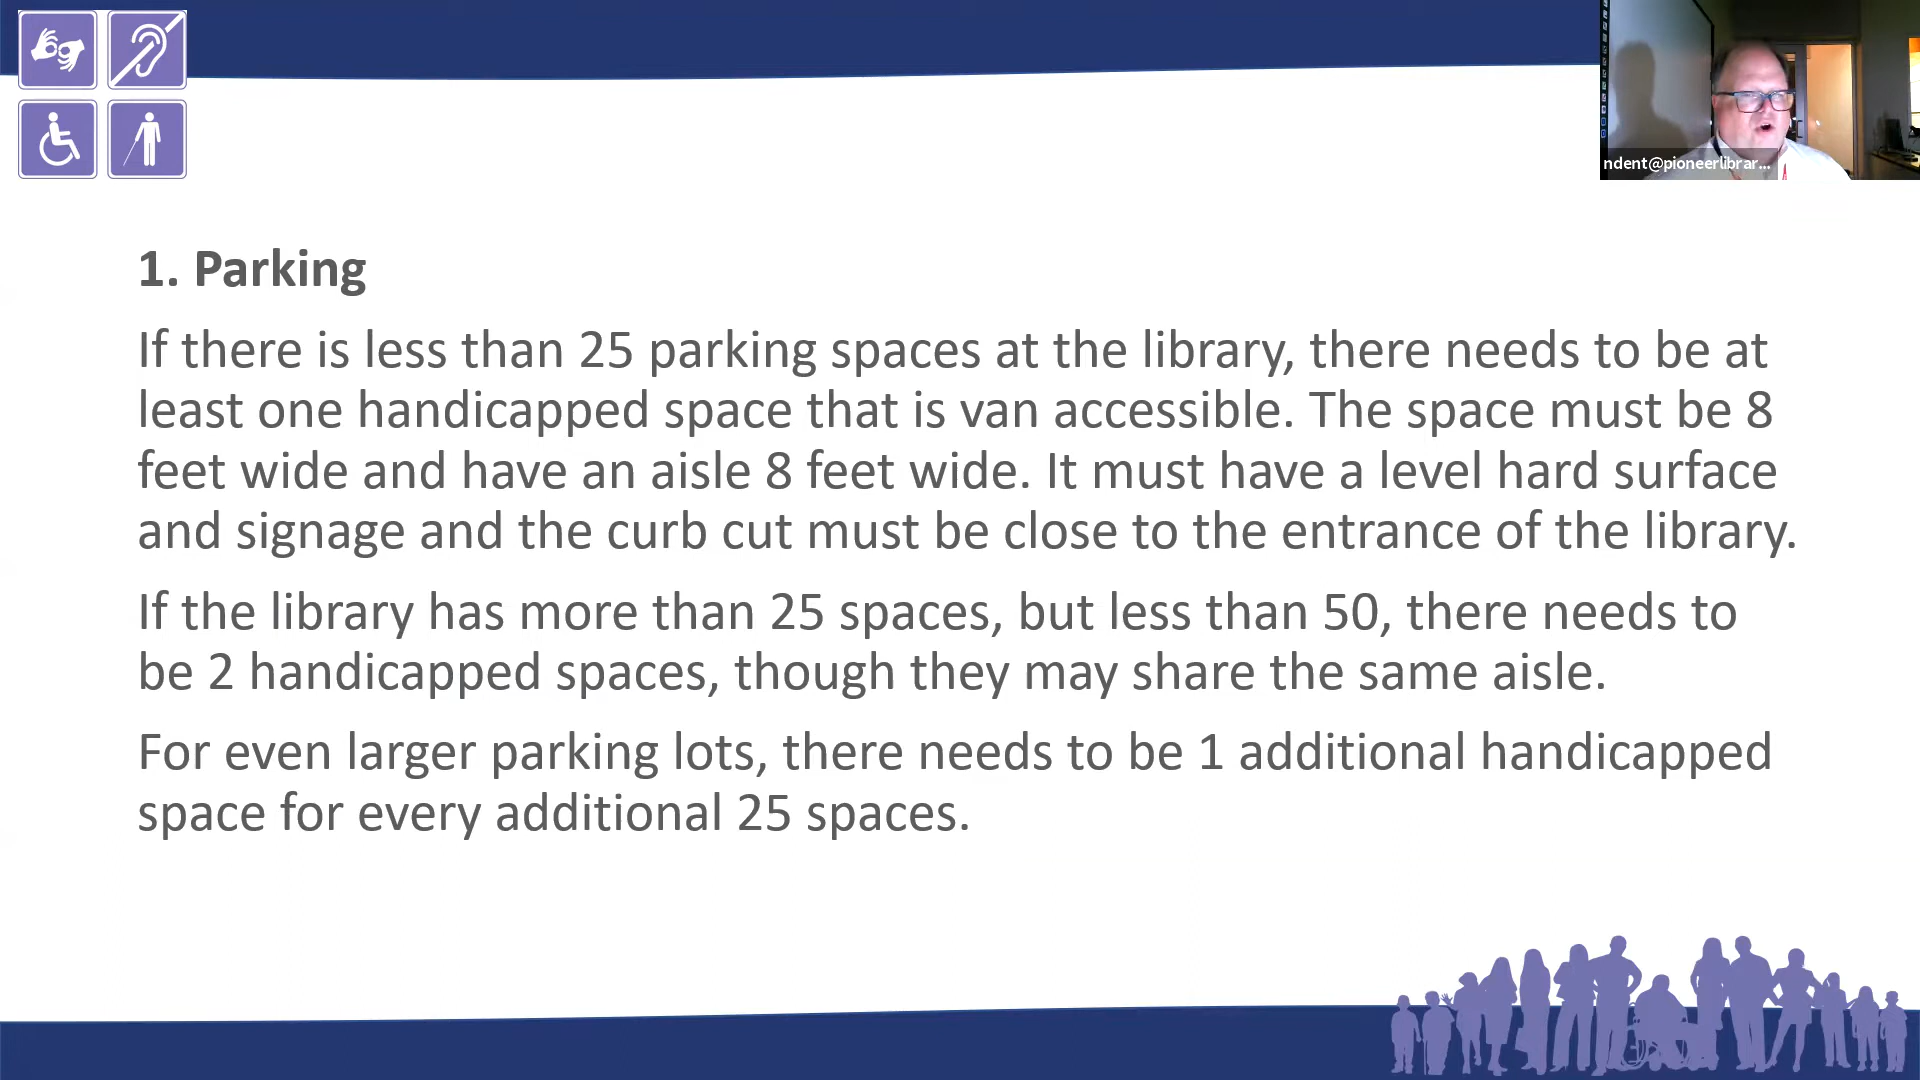 ndent@pioneerlibrar...
1. Parking
If there is less than 25 parking spaces at the library, there needs to be at
least one handicapped space that is van accessible. The space must be 8
feet wide and have an aisle 8 feet wide. It must have a level hard surface
and signage and the curb cut must be close to the entrance of the library.
If the library has more than 25 spaces, but less than 50, there needs to
be 2 handicapped spaces, though they may share the same aisle.
For even larger parking lots, there needs to be 1 additional handicapped
space for every additional 25 spaces.